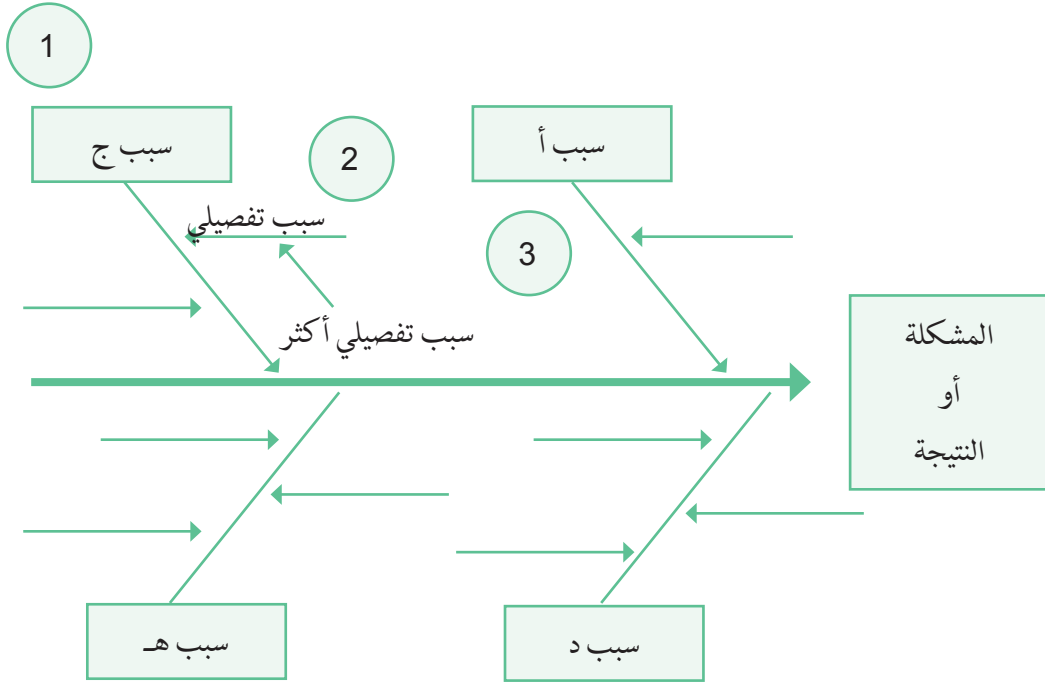 1
سبب أ
سبب ج
2
سبب تفصيلي
3
سبب تفصيلي أكثر
المشكلة
أو
النتيجة
سبب د
سبب هـ